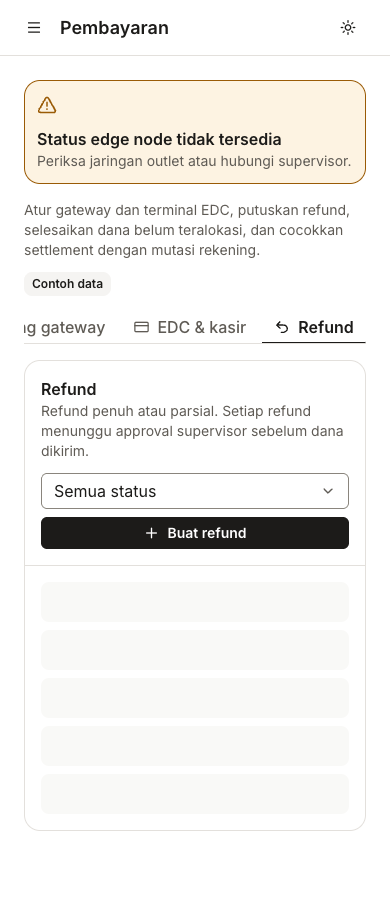 Pembayaran
Status edge node tidak tersedia
Periksa jaringan outlet atau hubungi supervisor.
Atur gateway dan terminal EDC, putuskan refund,
selesaikan dana belum teralokasi, dan cocokkan
settlement dengan mutasi rekening.
Contoh data
ng gateway EDC & kasir Refund
Refund
Refund penuh atau parsial. Setiap refund
menunggu approval supervisor sebelum dana
dikirim.
Semua status
Buat refund